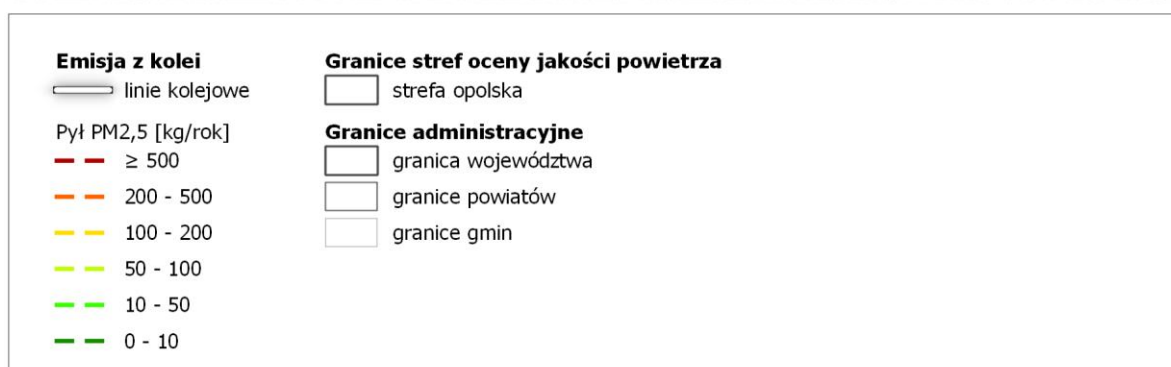 Emisja z kolei
linie kolejowe
Pył PM2,5 [kg/rok]
≥ 500
200 - 500
100 - 200
50 - 100
10 - 50
0 - 10
Granice stref oceny jakości powietrza
strefa opolska
Granice administracyjne
granica województwa
granice powiatów
granice gmin